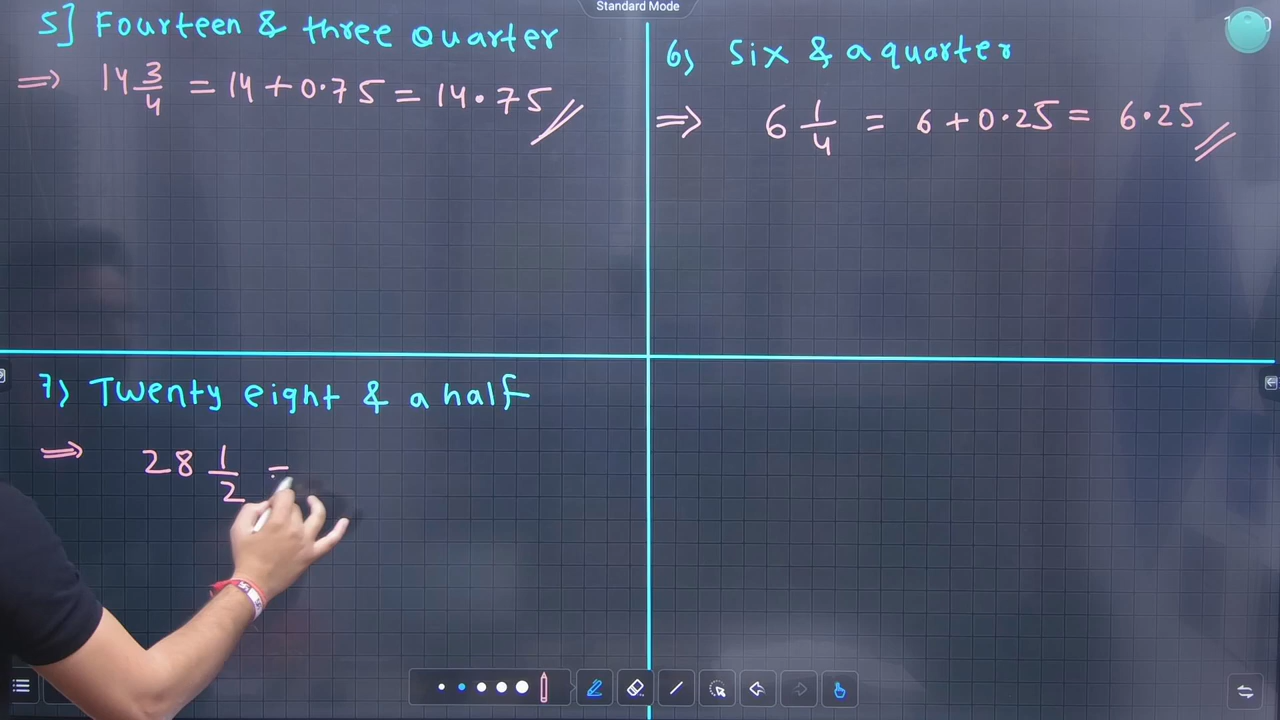 Standard Mode
5] Fourteen & three quarter
⇒ 14 3/4 = 14 + 0.75 = 14.75
6) Six & a quarter
⇒ 6 1/4 = 6 + 0.25 = 6.25
7) Twenty eight & a half
⇒ 28 1/2 =